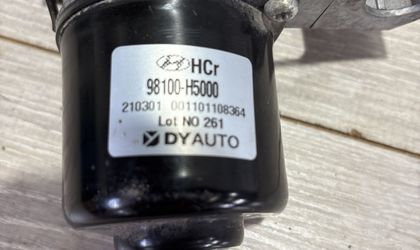 HCr
98100-H5000
210301 001101108364
Lot NO 261
DYAUTO